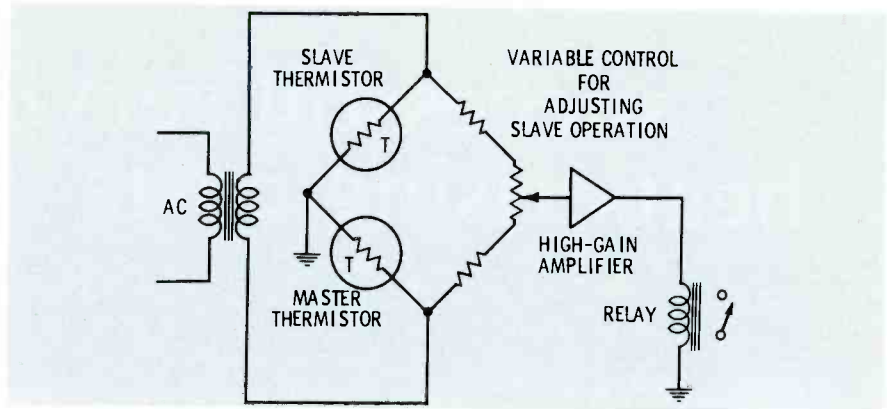 SLAVE
THERMISTOR
VARIABLE CONTROL
FOR
ADJUSTING
SLAVE OPERATION
T
AC
T
HIGH-GAIN
AMPLIFIER
MASTER
THERMISTOR
RELAY